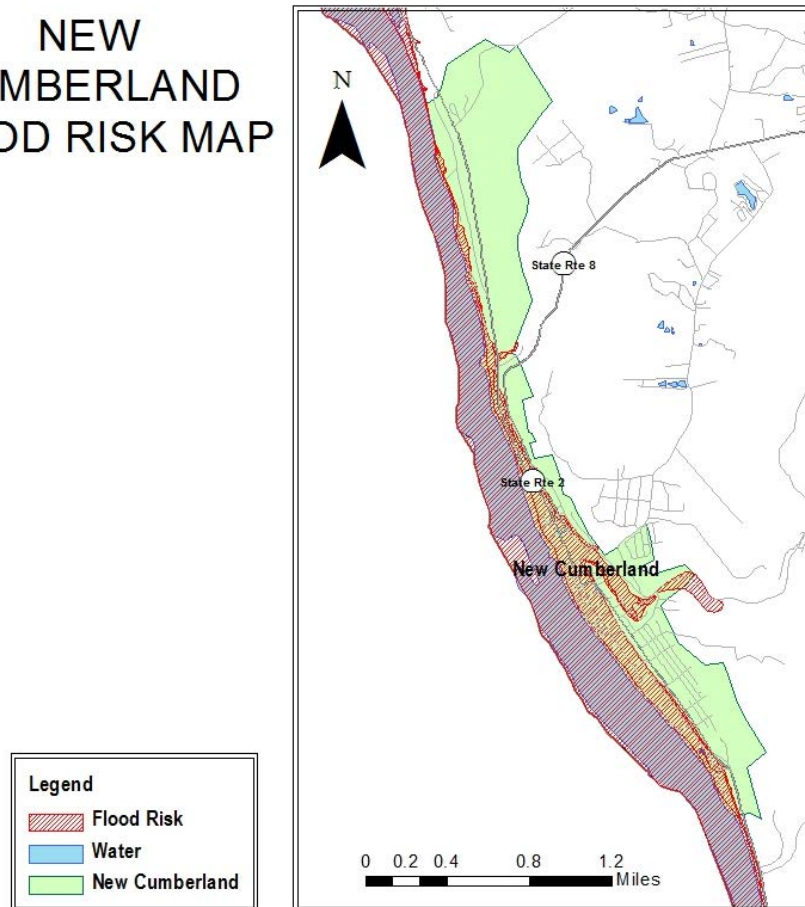 NEW
MBERLAND
OD RISK MAP
N
State Rte 8
State Rte 2
New Cumberland
Legend
Flood Risk
Water
New Cumberland
0 0.2 0.4 0.8 1.2
Miles